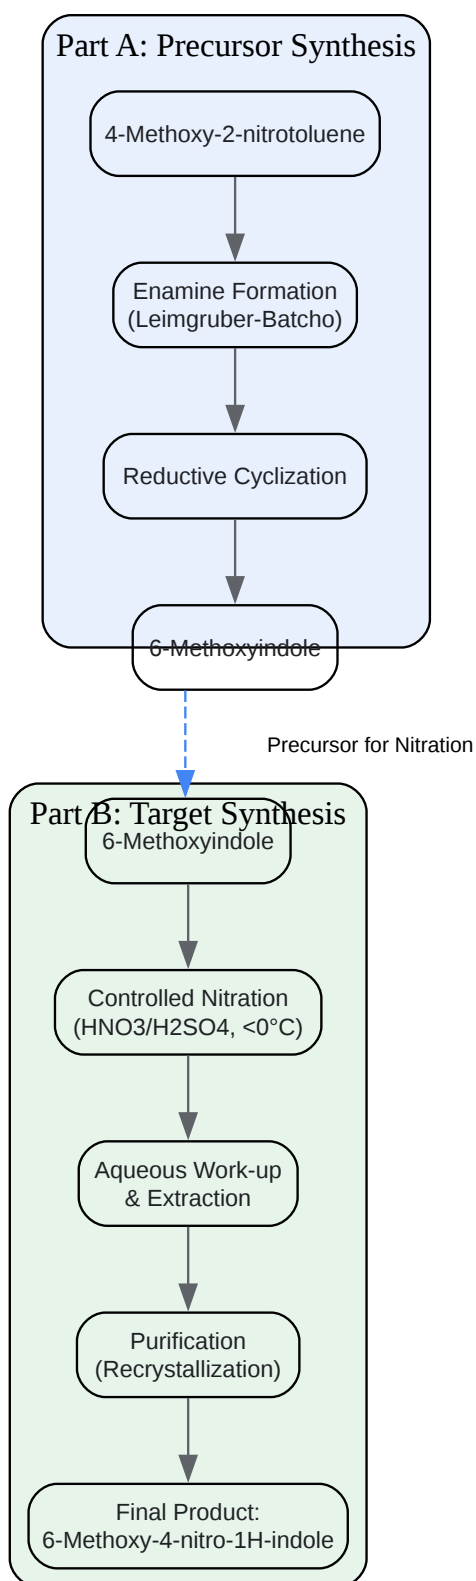 Part A: Precursor Synthesis
4-Methoxy-2-nitrotoluene
Enamine Formation
(Leimgruber-Batcho)
Reductive Cyclization
6-Methoxyindole
Precursor for Nitration
Part B: Target Synthesis
6-Methoxyindole
Controlled Nitration
(HNO3/H2SO4, <0°C)
Aqueous Work-up
& Extraction
Purification
(Recrystallization)
Final Product:
6-Methoxy-4-nitro-1H-indole